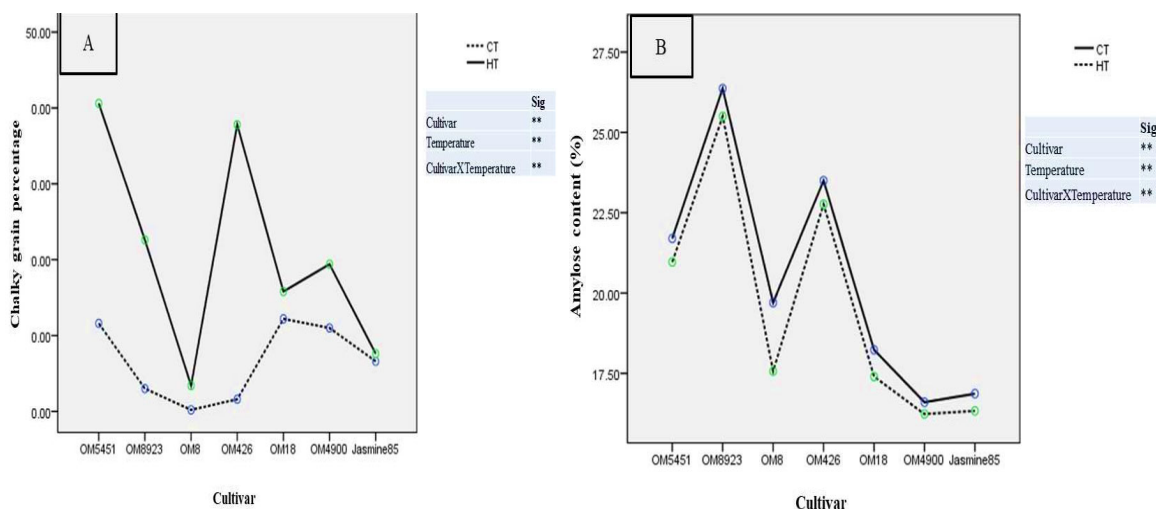 A
50.00
0.00
0.00
0.00
0.00
0.00
Chalky grain percentage
OM5451 OM8923 OM8 OM426 OM18 OM4900 Jasmine85
Cultivar
CT
HT
Sig
Cultivar **
Temperature **
CultivarXTemperature **
B
27.50
25.00
22.50
20.00
17.50
Amylose content (%)
OM5451 OM8923 OM8 OM426 OM18 OM4900 Jasmine85
Cultivar
CT
HT
Sig
Cultivar **
Temperature **
CultivarXTemperature **